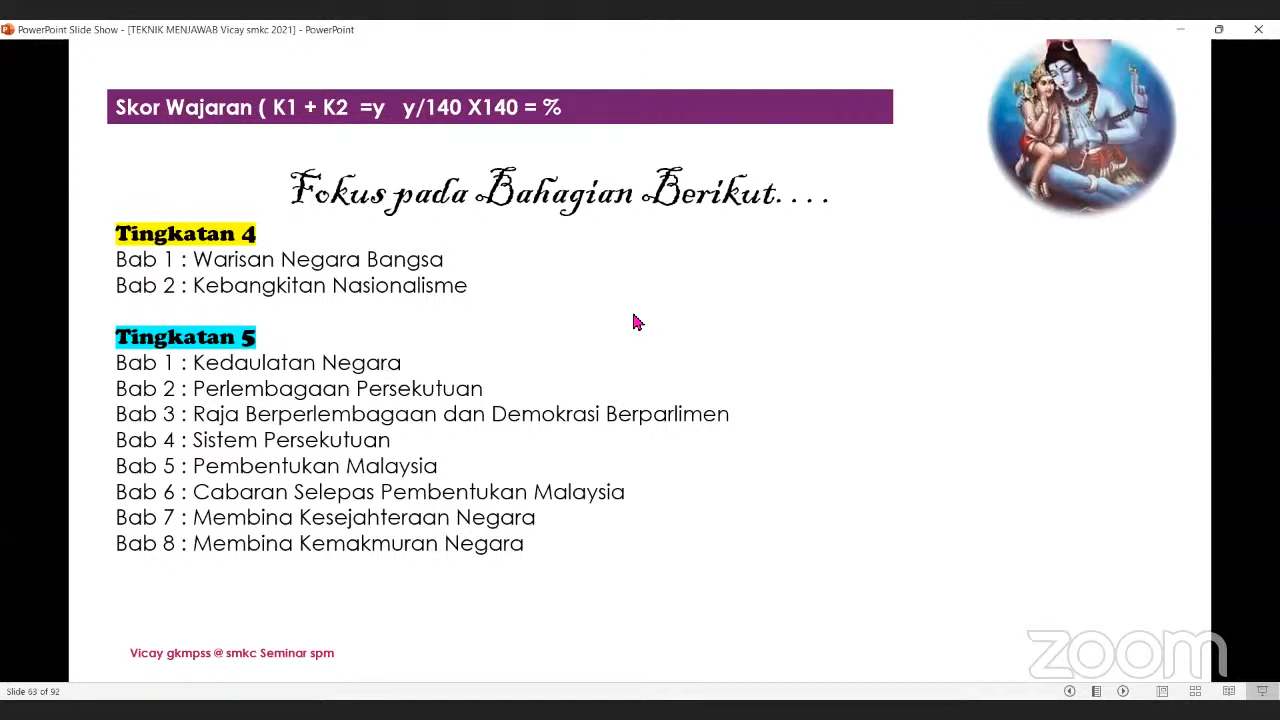 PowerPoint Slide Show - [TEKNIK MENJAWAB Vicay smkc 2021] - PowerPoint
Skor Wajaran ( K1 + K2 =y y/140 X140 = %
Fokus pada Bahagian Berikut....
Tingkatan 4
Bab 1 : Warisan Negara Bangsa
Bab 2 : Kebangkitan Nasionalisme
Tingkatan 5
Bab 1 : Kedaulatan Negara
Bab 2 : Perlembagaan Persekutuan
Bab 3 : Raja Berperlembagaan dan Demokrasi Berparlimen
Bab 4 : Sistem Persekutuan
Bab 5 : Pembentukan Malaysia
Bab 6 : Cabaran Selepas Pembentukan Malaysia
Bab 7 : Membina Kesejahteraan Negara
Bab 8 : Membina Kemakmuran Negara
Vicay gkmpss @ smkc Seminar spm
zoom
Slide 63 of 92